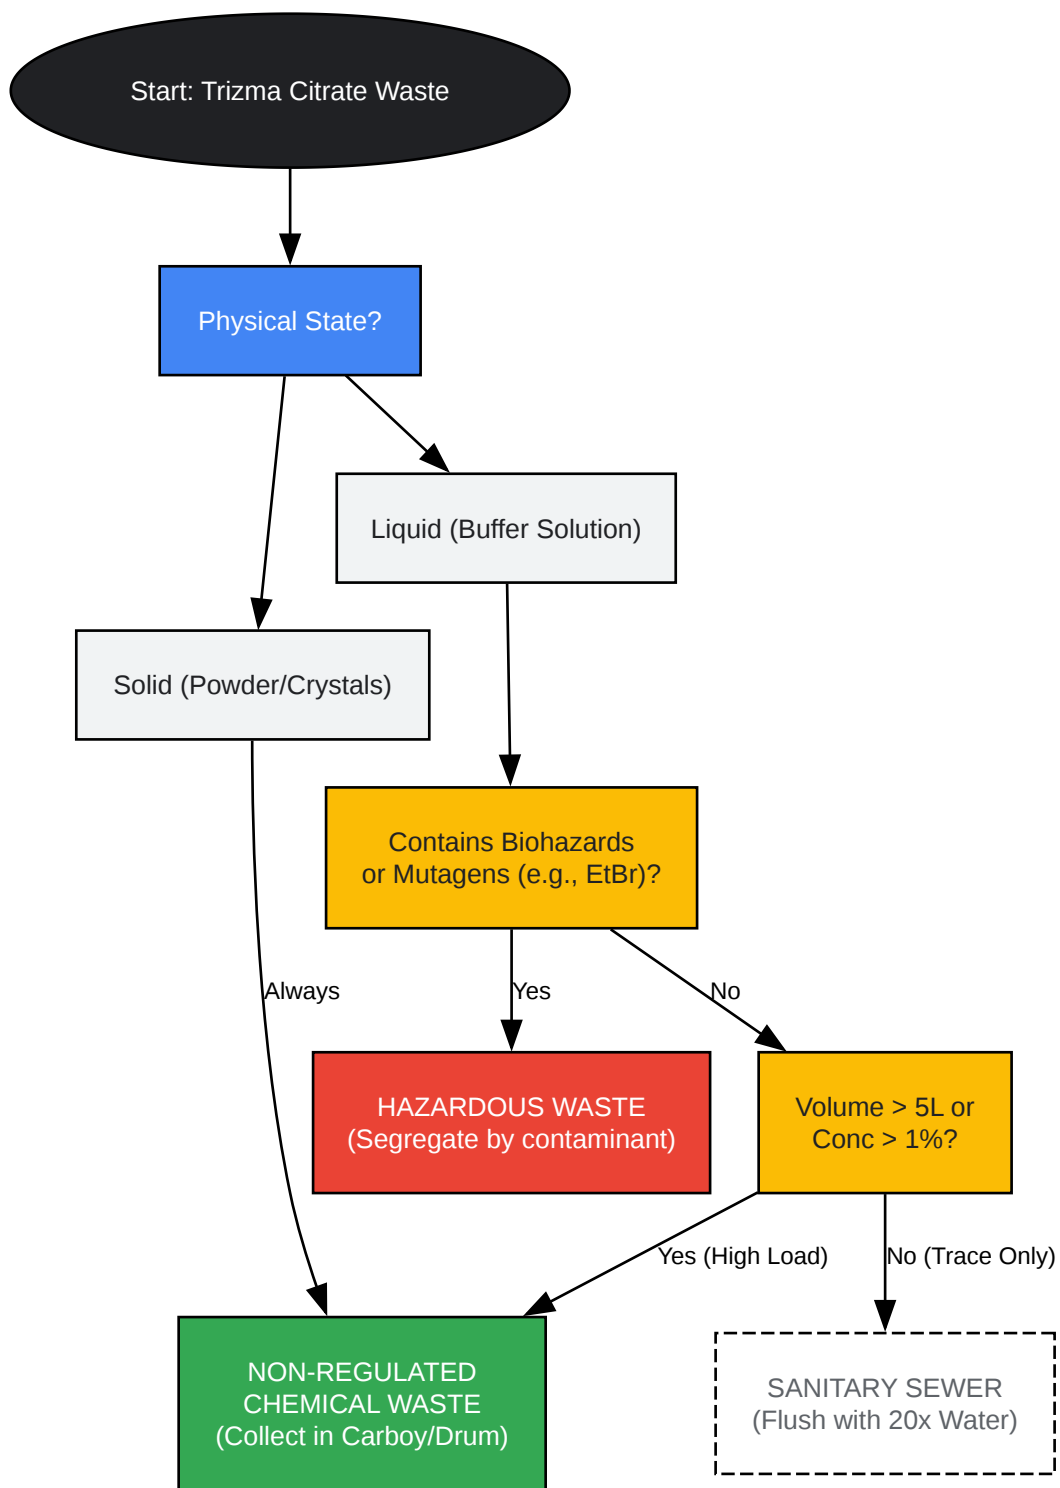 Start: Trizma Citrate Waste
Physical State?
Liquid (Buffer Solution)
Solid (Powder/Crystals)
Contains Biohazards
or Mutagens (e.g., EtBr)?
Always
Yes
No
HAZARDOUS WASTE
(Segregate by contaminant)
Volume > 5L or
Conc > 1%?
Yes (High Load)
No (Trace Only)
NON-REGULATED
CHEMICAL WASTE
(Collect in Carboy/Drum)
SANITARY SEWER
(Flush with 20x Water)